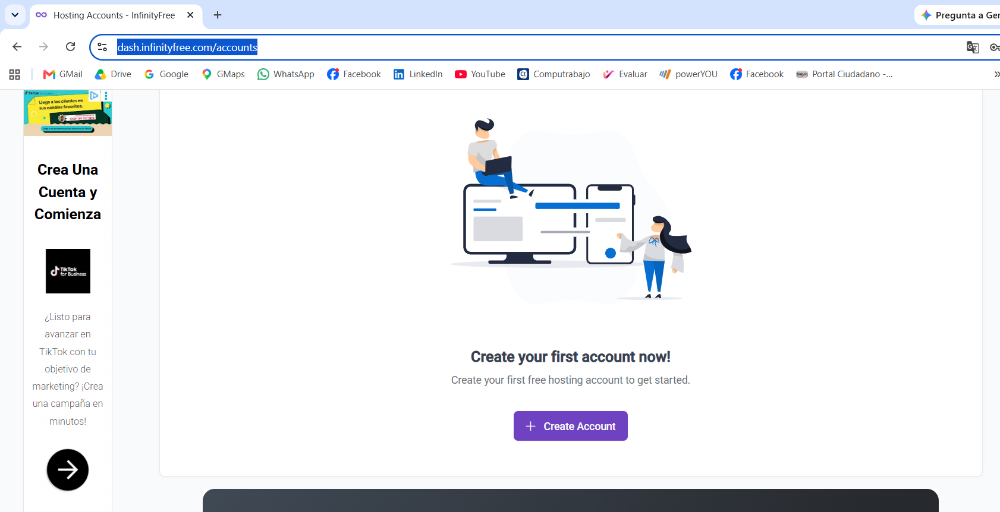 Hosting Accounts - InfinityFree
Pregunta a Ger
dash.infinityfree.com/accounts
GMail
Drive
Google
GMaps
WhatsApp
Facebook
LinkedIn
YouTube
Computrabajo
Evaluar
powerYOU
Facebook
Portal Ciudadano -...
Llega a los clientes en
sus canales favoritos.
Crea Una
Cuenta y
Comienza
TikTok
for Business
¿Listo para
avanzar en
TikTok con tu
objetivo de
marketing? ¡Crea
una campaña en
minutos!
Create your first account now!
Create your first free hosting account to get started.
Create Account